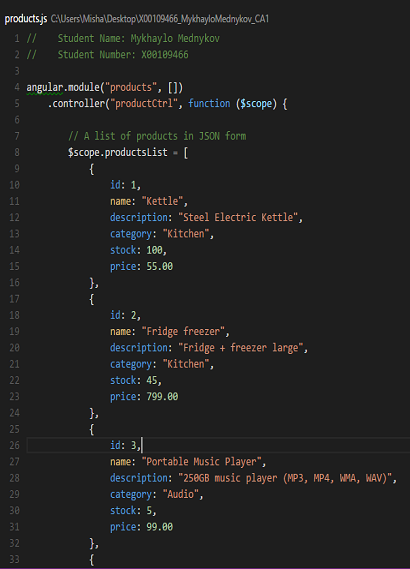 products.js C:\Users\Misha\Desktop\X00109466_MykhayloMednykov_CA1
1 // Student Name: Mykhaylo Mednykov
2 // Student Number: X00109466
3
4 angular.module("products", [])
5 .controller("productCtrl", function ($scope) {
6
7 // A list of products in JSON form
8 $scope.productsList = [
9 {
10 id: 1,
11 name: "Kettle",
12 description: "Steel Electric Kettle",
13 category: "Kitchen",
14 stock: 100,
15 price: 55.00
16 },
17 {
18 id: 2,
19 name: "Fridge freezer",
20 description: "Fridge + freezer large",
21 category: "Kitchen",
22 stock: 45,
23 price: 799.00
24 },
25 {
26 id: 3,
27 name: "Portable Music Player",
28 description: "250GB music player (MP3, MP4, WMA, WAV)",
29 category: "Audio",
30 stock: 5,
31 price: 99.00
32 },
33 {